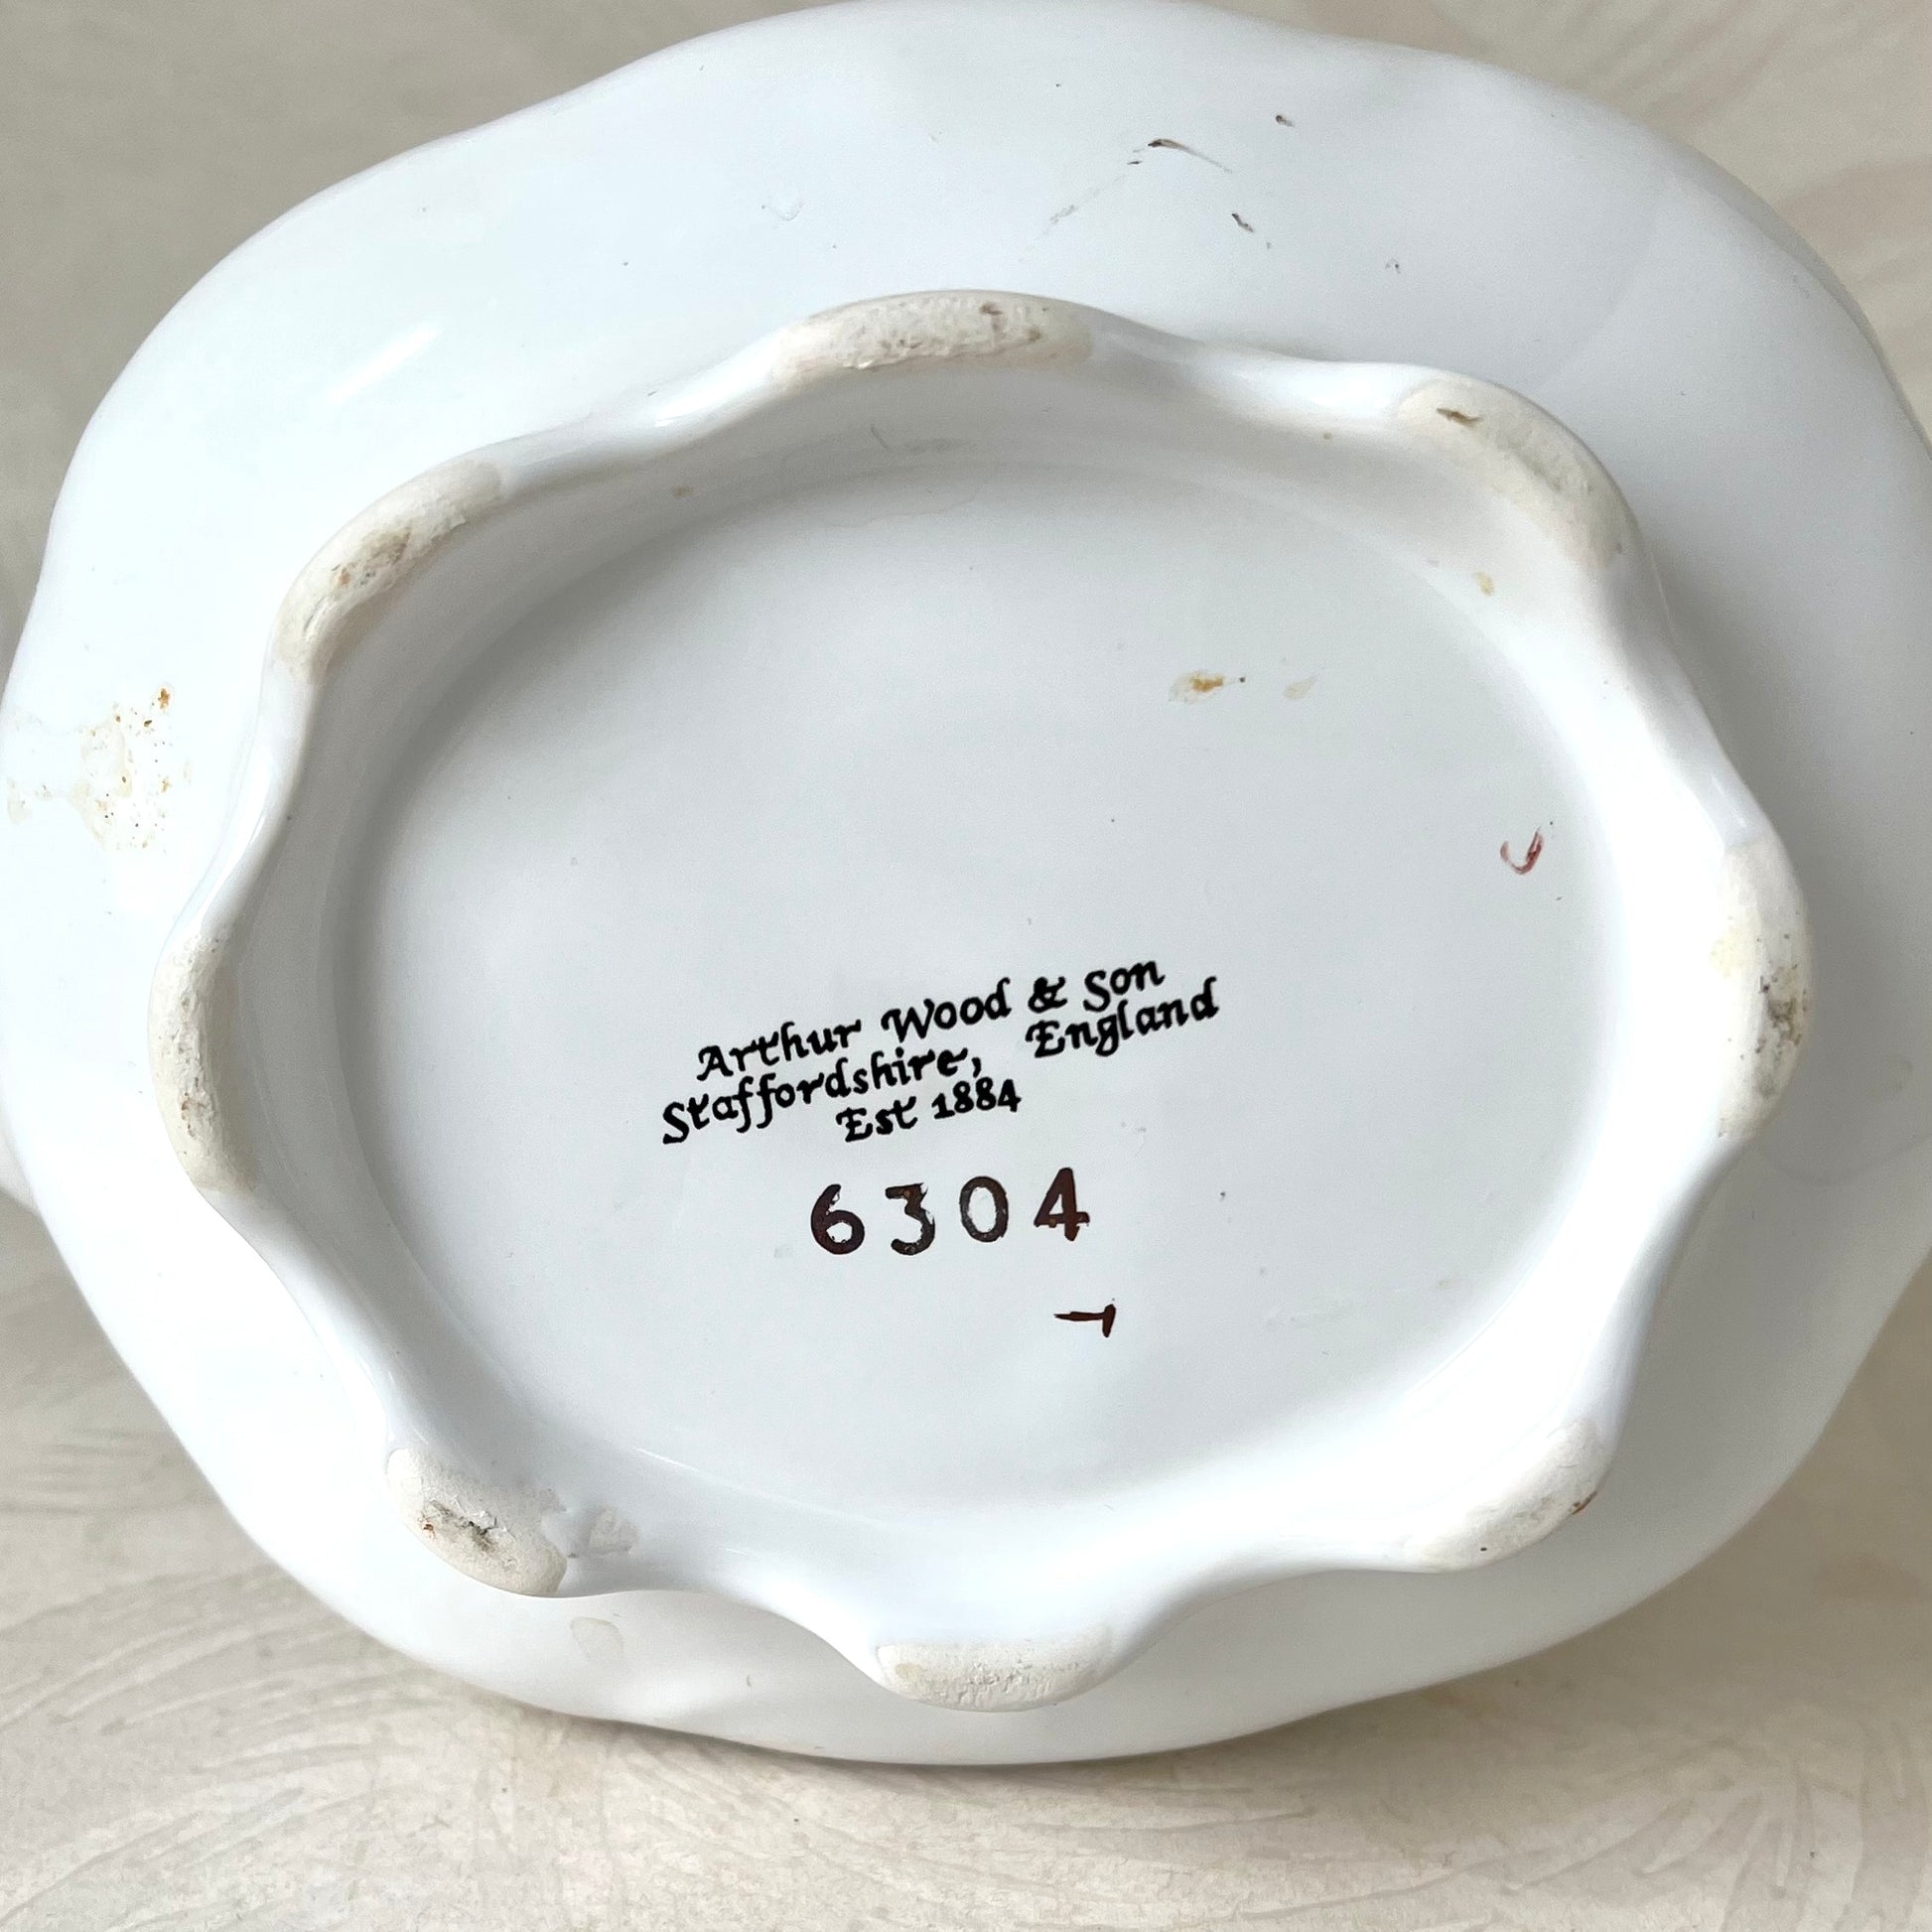 Arthur Wood & Son
Staffordshire, England
Est 1884
6304